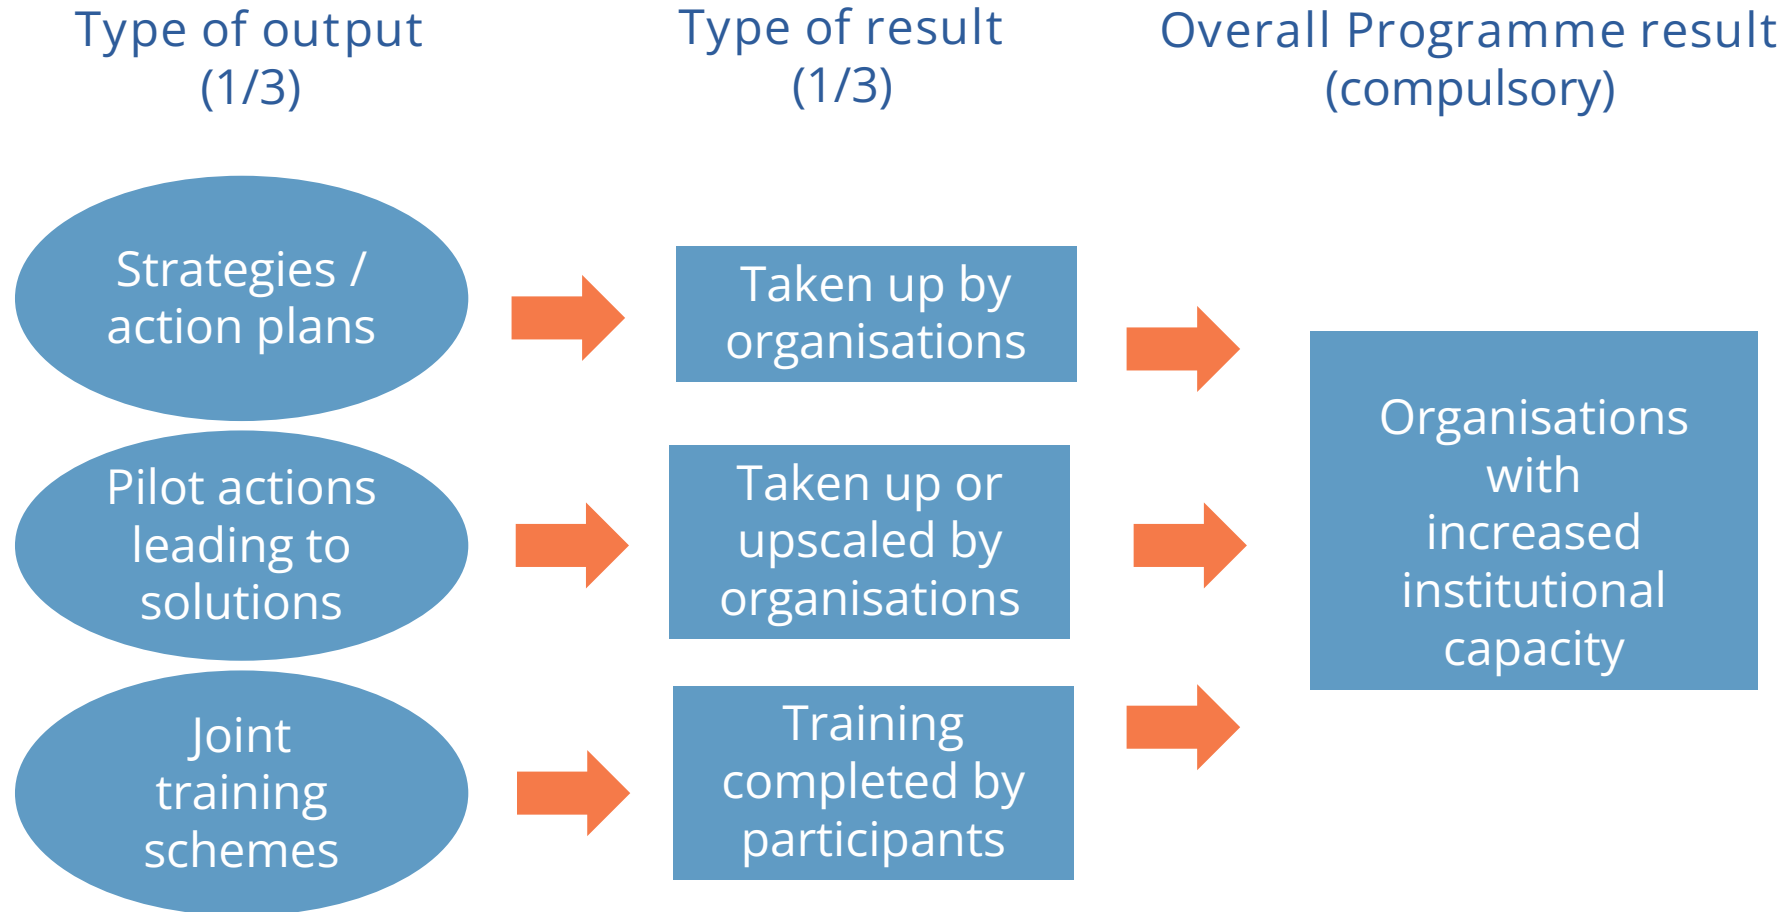 Type of output
(1/3)
Type of result
(1/3)
Overall Programme result
(compulsory)
Strategies /
action plans
Taken up by
organisations
Pilot actions
leading to
solutions
Taken up or
upscaled by
organisations
Joint
training
schemes
Training
completed by
participants
Organisations
with
increased
institutional
capacity